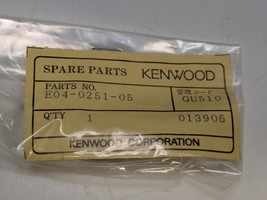 SPARE PARTS KENWOOD
PARTS NO. 管理コード
E04-0251-05 GU510
Q'TY 1 013906
KENWOOD CORPORATION